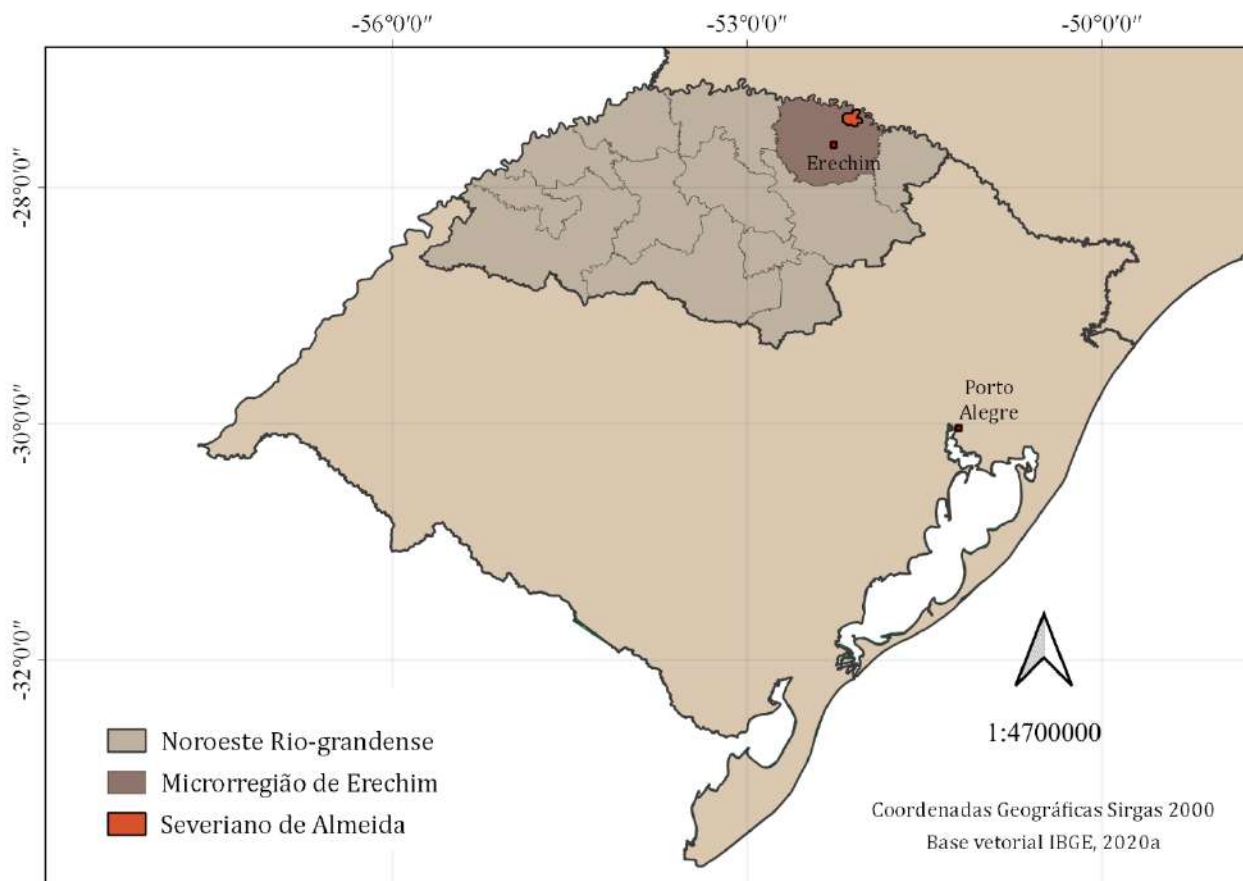 -56°0'0"
-53°0'0"
-50°0'0"
-28°0'0"
Erechim
Porto
Alegre
-30°0'0"
-32°0'0"
1:4700000
Noroeste Rio-grandense
Microrregião de Erechim
Severiano de Almeida
Coordenadas Geográficas Sirgas 2000
Base vetorial IBGE, 2020a